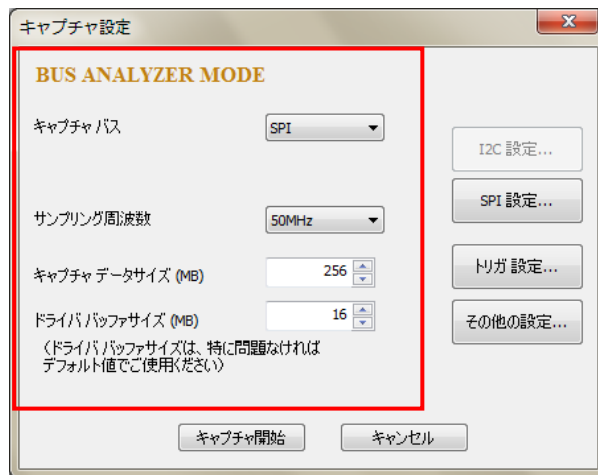 キャプチャ設定
BUS ANALYZER MODE
キャプチャ バス
SPI
I2C 設定...
SPI 設定...
サンプリング周波数
50MHz
キャプチャ データサイズ (MB)
256
トリガ 設定...
ドライバ バッファサイズ (MB)
16
その他の設定...
(ドライバ バッファサイズは、特に問題なければ
デフォルト値でご使用ください)
キャプチャ開始
キャンセル